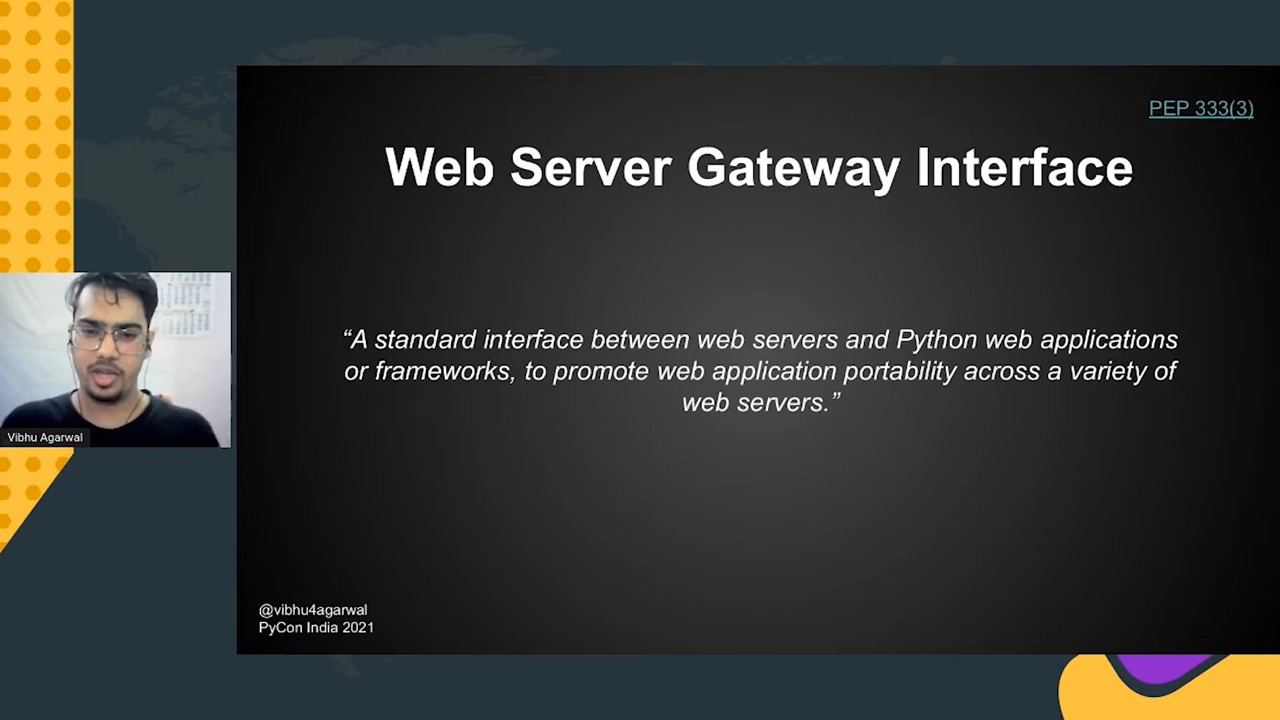 PEP 333(3)
Web Server Gateway Interface
“A standard interface between web servers and Python web applications
or frameworks, to promote web application portability across a variety of
web servers.”
Vibhu Agarwal
@vibhu4agarwal
PyCon India 2021